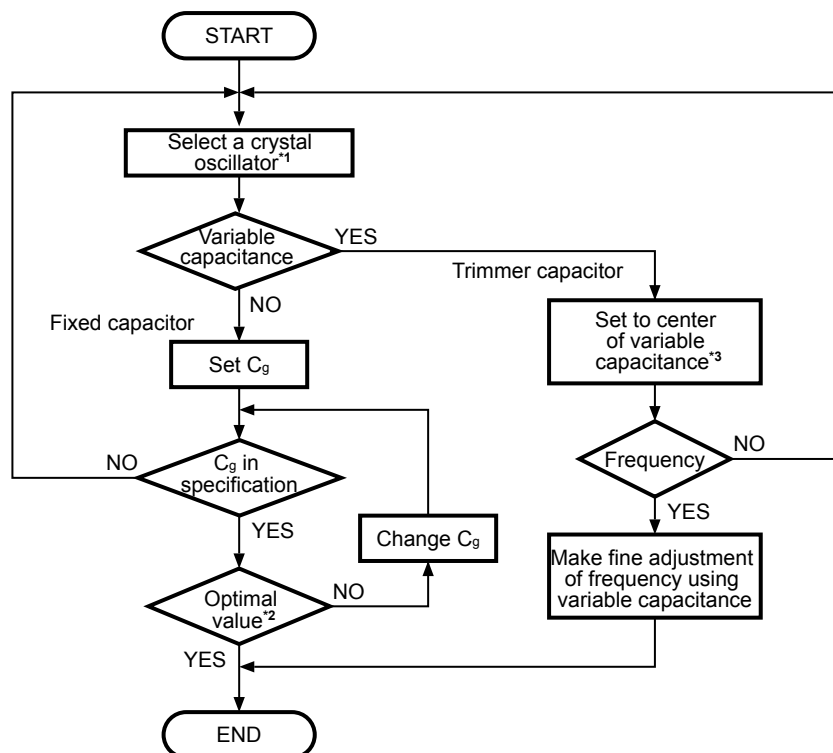 START
Select a crystal
oscillator*1
Variable
capacitance
YES
Trimmer capacitor
NO
Fixed capacitor
Set to center
of variable
capacitance*3
Set Cg
Frequency
NO
NO
Cg in
specification
YES
YES
Change Cg
Make fine adjustment
of frequency using
variable capacitance
Optimal
value*2
NO
YES
END